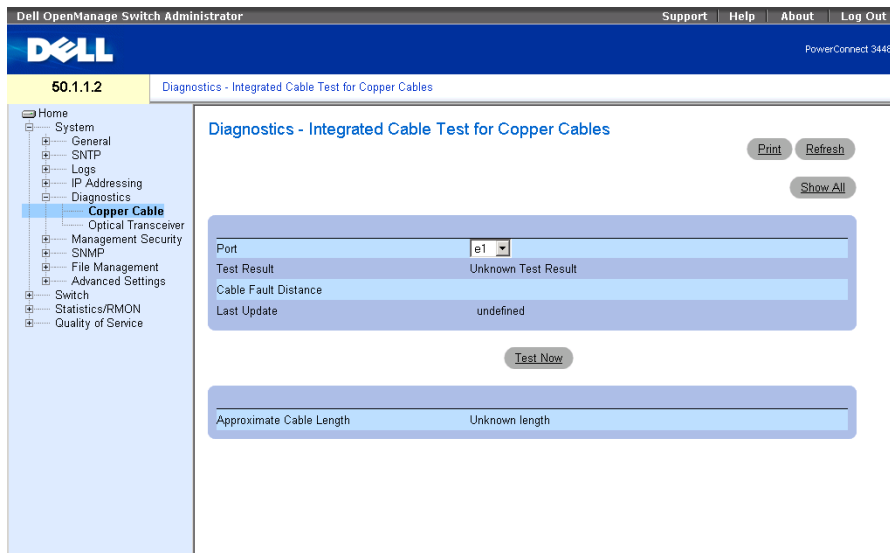 Dell OpenManage Switch Administrator
Support Help About Log Out
DELL
PowerConnect 3448
50.1.1.2
Diagnostics - Integrated Cable Test for Copper Cables
Home
System
General
SNTP
Logs
IP Addressing
Diagnostics
Copper Cable
Optical Transceiver
Management Security
SNMP
File Management
Advanced Settings
Switch
Statistics/RMON
Quality of Service
Diagnostics - Integrated Cable Test for Copper Cables
Print Refresh
Show All
Port e1
Test Result Unknown Test Result
Cable Fault Distance
Last Update undefined
Test Now
Approximate Cable Length Unknown length